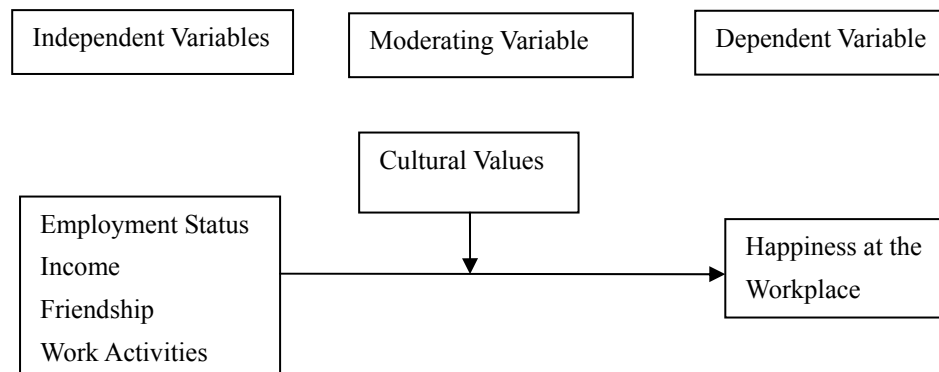 Independent Variables
Moderating Variable
Dependent Variable
Cultural Values
Employment Status
Income
Friendship
Work Activities
Happiness at the
Workplace